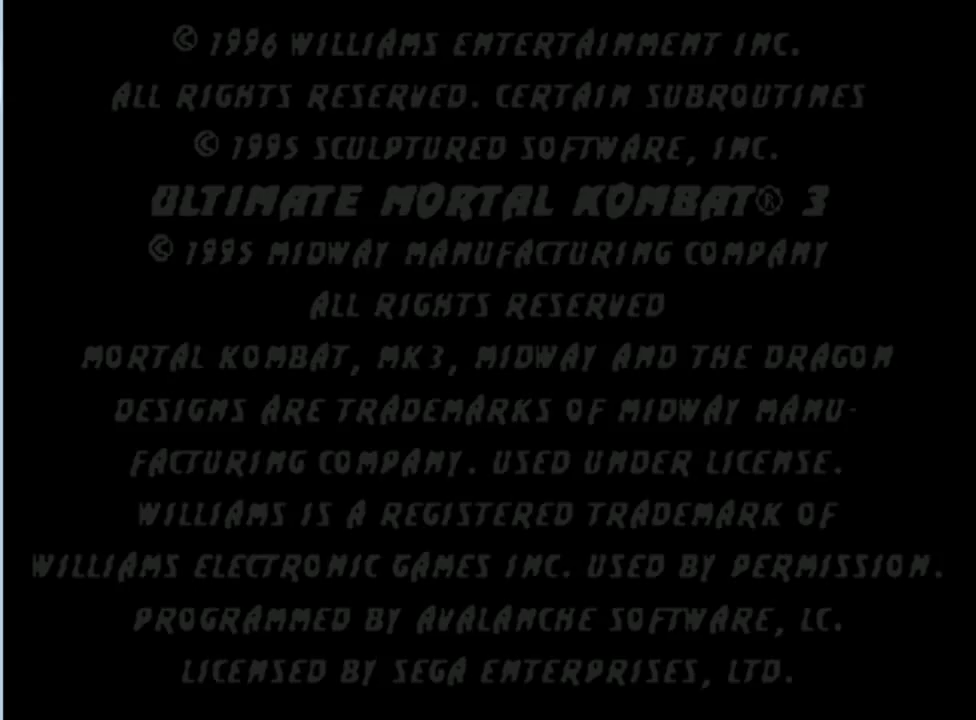 © 1996 WILLIAMS ENTERTAINMENT INC.
ALL RIGHTS RESERVED. CERTAIN SUBROUTINES
© 1995 SCULPTURED SOFTWARE, INC.
ULTIMATE MORTAL KOMBAT® 3
© 1995 MIDWAY MANUFACTURING COMPANY
ALL RIGHTS RESERVED
MORTAL KOMBAT, MK3, MIDWAY AND THE DRAGON
DESIGNS ARE TRADEMARKS OF MIDWAY MANU-
FACTURING COMPANY. USED UNDER LICENSE.
WILLIAMS IS A REGISTERED TRADEMARK OF
WILLIAMS ELECTRONIC GAMES INC. USED BY PERMISSION.
PROGRAMMED BY AVALANCHE SOFTWARE, LC.
LICENSED BY SEGA ENTERPRISES, LTD.